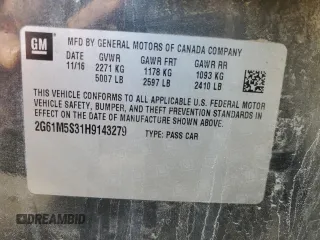 GM
MFD BY GENERAL MOTORS OF CANADA COMPANY
DATE GVWR GAWR FRT GAWR RR
11/16 2271 KG 1178 KG 1093 KG
5007 LB 2597 LB 2410 LB
THIS VEHICLE CONFORMS TO ALL APPLICABLE U.S. FEDERAL MOTOR
VEHICLE SAFETY, BUMPER, AND THEFT PREVENTION STANDARDS
IN EFFECT ON THE DATE OF MANUFACTURE SHOWN ABOVE.
2G61M5S31H9143279 TYPE: PASS CAR
© AUTOBIDMASTER